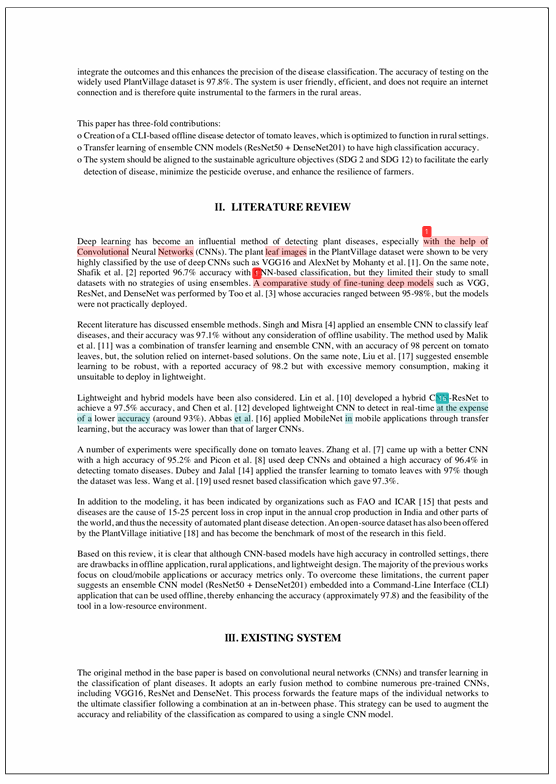 integrate the outcomes and this enhances the precision of the disease classification. The accuracy of testing on the
widely used PlantVillage dataset is 97.8%. The system is user friendly, efficient, and does not require an internet
connection and is therefore quite instrumental to the farmers in the rural areas.
This paper has three-fold contributions:
o Creation of a CLI-based offline disease detector of tomato leaves, which is optimized to function in rural settings.
o Transfer learning of ensemble CNN models (ResNet50 + DenseNet201) to have high classification accuracy.
o The system should be aligned to the sustainable agriculture objectives (SDG 2 and SDG 12) to facilitate the early
detection of disease, minimize the pesticide overuse, and enhance the resilience of farmers.
II. LITERATURE REVIEW
1
Deep learning has become an influential method of detecting plant diseases, especially with the help of
Convolutional Neural Networks (CNNs). The plant leaf images in the PlantVillage dataset were shown to be very
highly classified by the use of deep CNNs such as VGG16 and AlexNet by Mohanty et al. [1]. On the same note,
Shafik et al. [2] reported 96.7% accuracy with NN-based classification, but they limited their study to small
datasets with no strategies of using ensembles. A comparative study of fine-tuning deep models such as VGG,
ResNet, and DenseNet was performed by Too et al. [3] whose accuracies ranged between 95-98%, but the models
were not practically deployed.
Recent literature has discussed ensemble methods. Singh and Misra [4] applied an ensemble CNN to classify leaf
diseases, and their accuracy was 97.1% without any consideration of offline usability. The method used by Malik
et al. [11] was a combination of transfer learning and ensemble CNN, with an accuracy of 98 percent on tomato
leaves, but, the solution relied on internet-based solutions. On the same note, Liu et al. [17] suggested ensemble
learning to be robust, with a reported accuracy of 98.2 but with excessive memory consumption, making it
unsuitable to deploy in lightweight.
Lightweight and hybrid models have been also considered. Lin et al. [10] developed a hybrid C 16 -ResNet to
achieve a 97.5% accuracy, and Chen et al. [12] developed lightweight CNN to detect in real-time at the expense
of a lower accuracy (around 93%). Abbas et al. [16] applied MobileNet in mobile applications through transfer
learning, but the accuracy was lower than that of larger CNNs.
A number of experiments were specifically done on tomato leaves. Zhang et al. [7] came up with a better CNN
with a high accuracy of 95.2% and Picon et al. [8] used deep CNNs and obtained a high accuracy of 96.4% in
detecting tomato diseases. Dubey and Jalal [14] applied the transfer learning to tomato leaves with 97% though
the dataset was less. Wang et al. [19] used resnet based classification which gave 97.3%.
In addition to the modeling, it has been indicated by organizations such as FAO and ICAR [15] that pests and
diseases are the cause of 15-25 percent loss in crop input in the annual crop production in India and other parts of
the world, and thus the necessity of automated plant disease detection. An open-source dataset has also been offered
by the PlantVillage initiative [18] and has become the benchmark of most of the research in this field.
Based on this review, it is clear that although CNN-based models have high accuracy in controlled settings, there
are drawbacks in offline application, rural applications, and lightweight design. The majority of the previous works
focus on cloud/mobile applications or accuracy metrics only. To overcome these limitations, the current paper
suggests an ensemble CNN model (ResNet50 + DenseNet201) embedded into a Command-Line Interface (CLI)
application that can be used offline, thereby enhancing the accuracy (approximately 97.8) and the feasibility of the
tool in a low-resource environment.
III. EXISTING SYSTEM
The original method in the base paper is based on convolutional neural networks (CNNs) and transfer learning in
the classification of plant diseases. It adopts an early fusion method to combine numerous pre-trained CNNs,
including VGG16, ResNet and DenseNet. This process forwards the feature maps of the individual networks to
the ultimate classifier following a combination at an in-between phase. This strategy can be used to augment the
accuracy and reliability of the classification as compared to using a single CNN model.